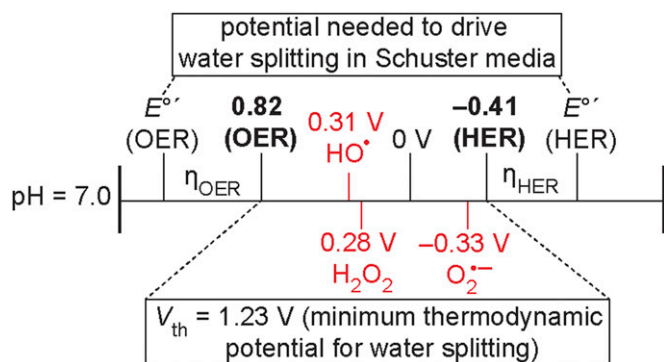 potential needed to drive
water splitting in Schuster media
E°′ (OER)
0.82 (OER)
0.31 V HO•
0 V
–0.41 (HER)
E°′ (HER)
pH = 7.0
ηOER
ηHER
0.28 V H2O2
–0.33 V O2•–
Vth = 1.23 V (minimum thermodynamic
potential for water splitting)